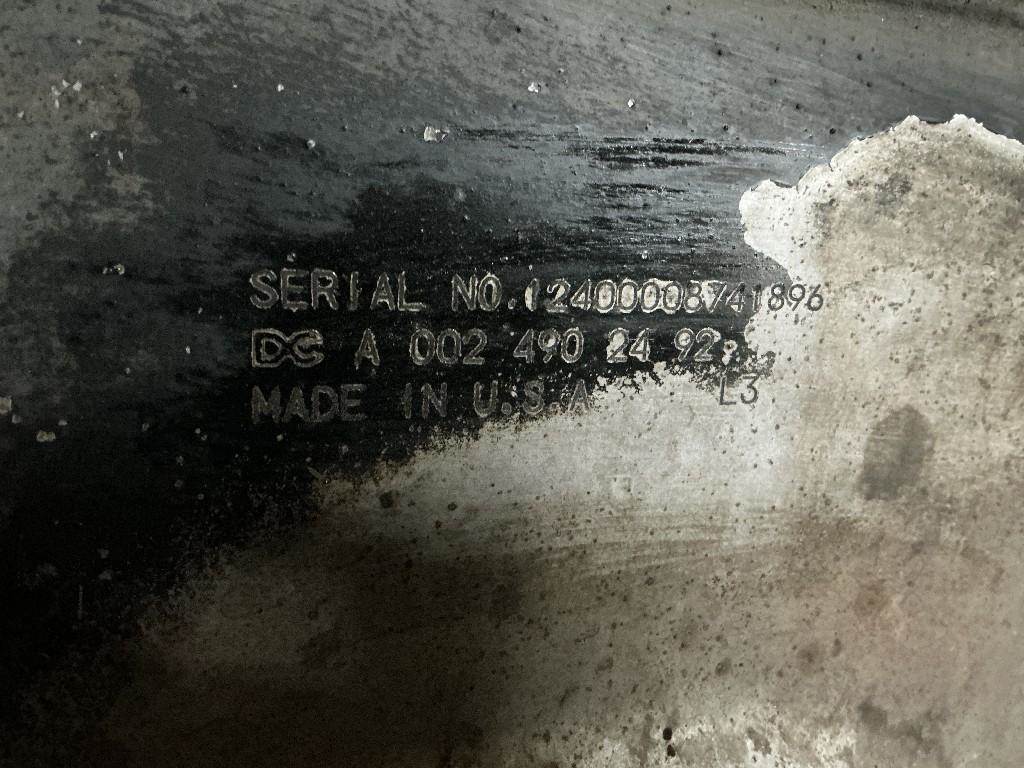 SERIAL NO.12400008741896
DC A 002 490 24 92
MADE IN U.S.A L3